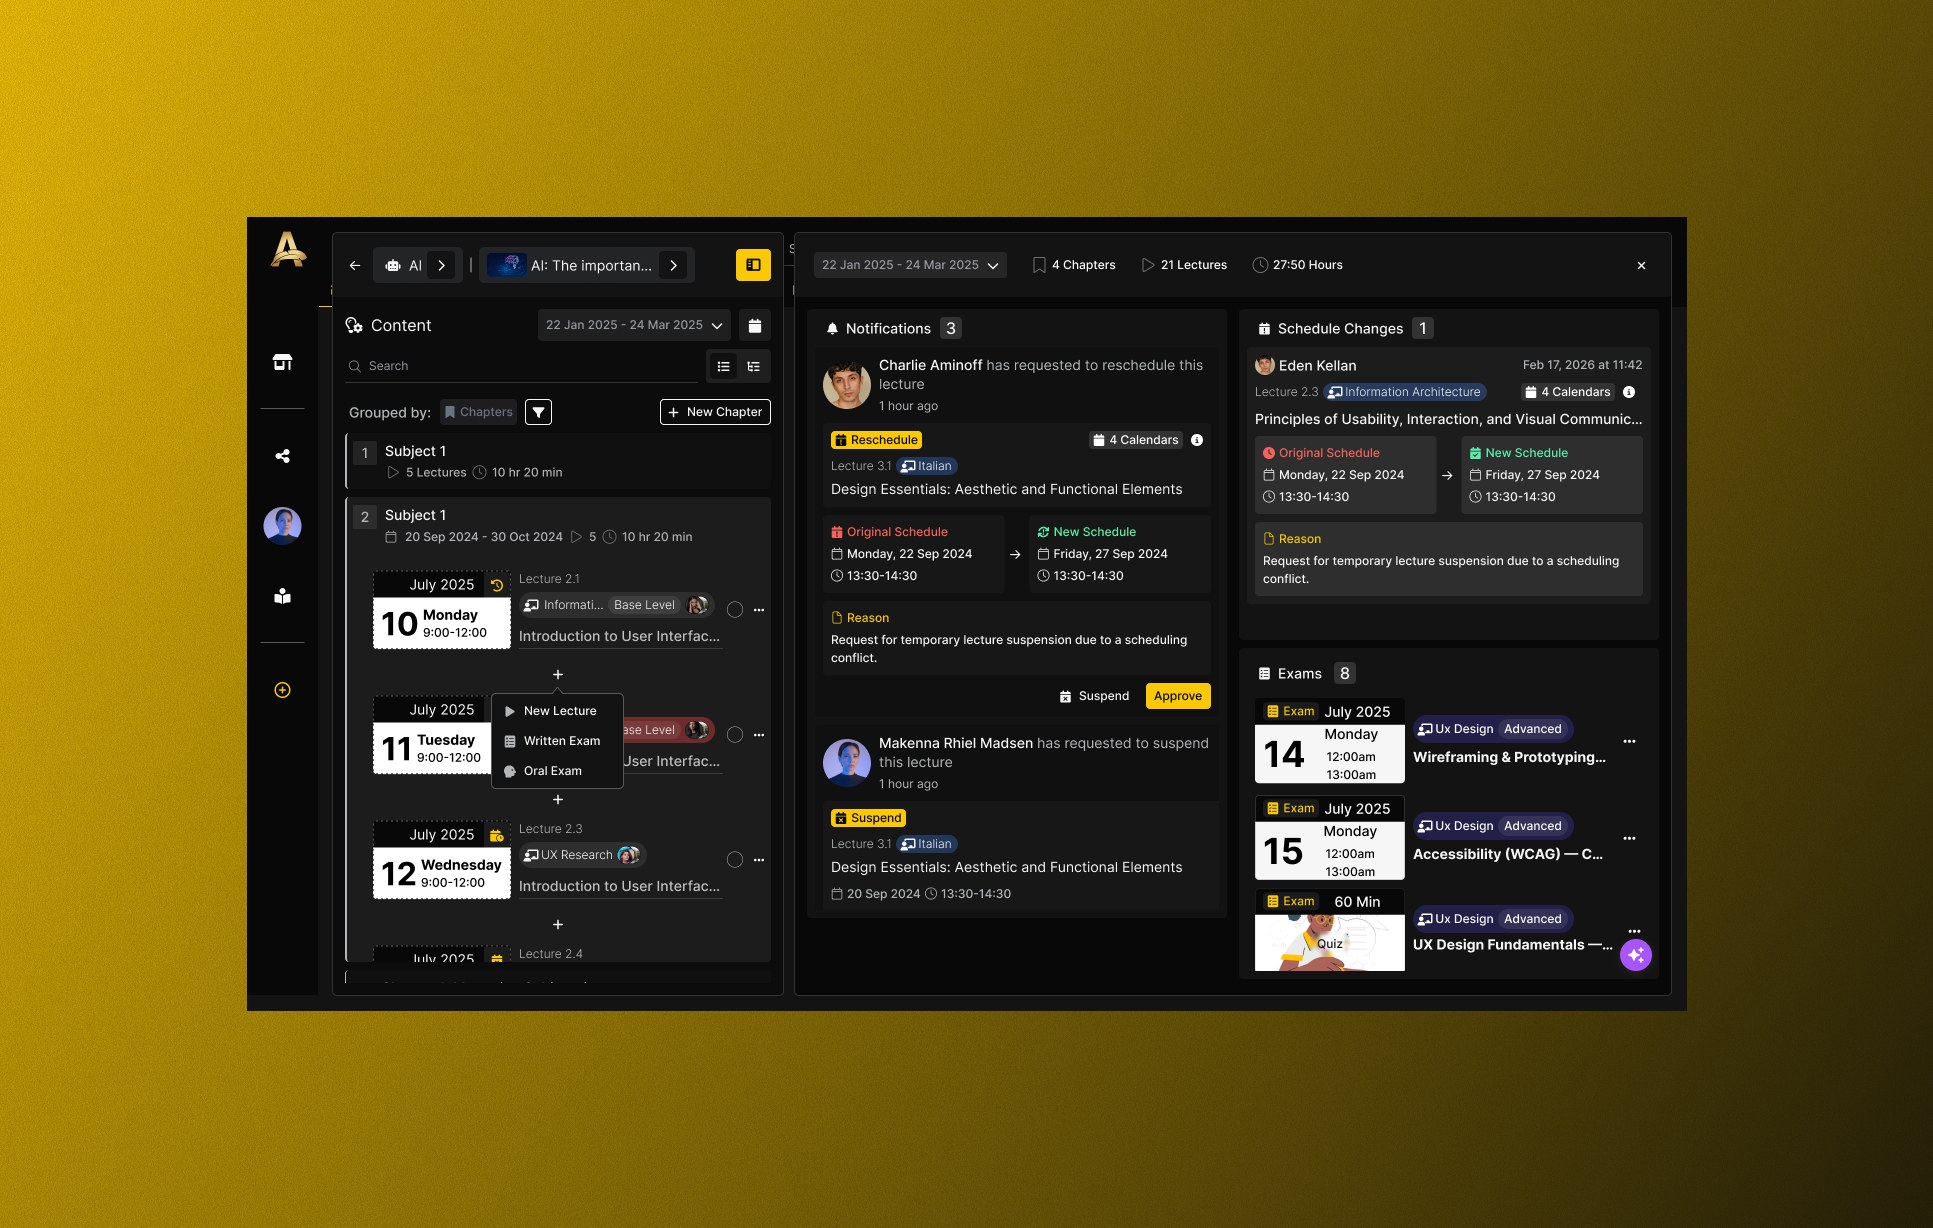 AI
AI: The importan...
Content
22 Jan 2025 - 24 Mar 2025
Search
Grouped by:
Chapters
New Chapter
1
Subject 1
5 Lectures
10 hr 20 min
2
Subject 1
20 Sep 2024 - 30 Oct 2024
5
10 hr 20 min
July 2025
10
Monday
9:00-12:00
Lecture 2.1
Informati...
Base Level
Introduction to User Interfac...
July 2025
11
Tuesday
9:00-12:00
ase Level
User Interfac...
New Lecture
Written Exam
Oral Exam
July 2025
12
Wednesday
9:00-12:00
Lecture 2.3
UX Research
Introduction to User Interfac...
July 2025
Lecture 2.4
22 Jan 2025 - 24 Mar 2025
4 Chapters
21 Lectures
27:50 Hours
Notifications
3
Charlie Aminoff has requested to reschedule this
lecture
1 hour ago
Reschedule
4 Calendars
Lecture 3.1
Italian
Design Essentials: Aesthetic and Functional Elements
Original Schedule
Monday, 22 Sep 2024
13:30-14:30
New Schedule
Friday, 27 Sep 2024
13:30-14:30
Reason
Request for temporary lecture suspension due to a scheduling
conflict.
Suspend
Approve
Makenna Rhiel Madsen has requested to suspend
this lecture
1 hour ago
Suspend
Lecture 3.1
Italian
Design Essentials: Aesthetic and Functional Elements
20 Sep 2024
13:30-14:30
Schedule Changes
1
Eden Kellan
Feb 17, 2026 at 11:42
Lecture 2.3
Information Architecture
4 Calendars
Principles of Usability, Interaction, and Visual Communic...
Original Schedule
Monday, 22 Sep 2024
13:30-14:30
New Schedule
Friday, 27 Sep 2024
13:30-14:30
Reason
Request for temporary lecture suspension due to a scheduling
conflict.
Exams
8
Exam
July 2025
14
Monday
12:00am
13:00am
Ux Design
Advanced
Wireframing & Prototyping...
Exam
July 2025
15
Monday
12:00am
13:00am
Ux Design
Advanced
Accessibility (WCAG) — C...
Exam
60 Min
Quiz
Ux Design
Advanced
UX Design Fundamentals —...